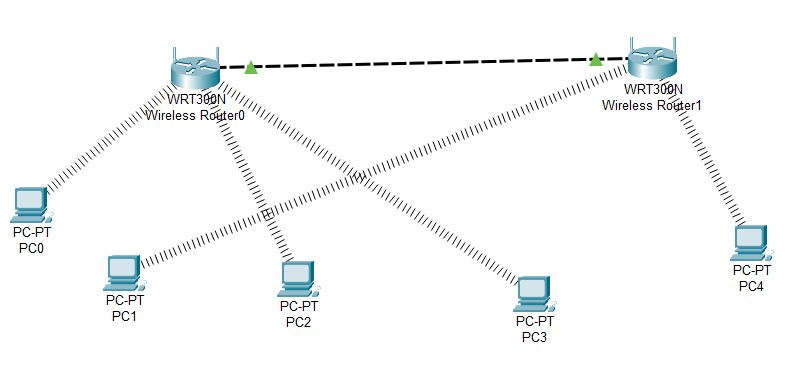 WRT300N
Wireless Router0
WRT300N
Wireless Router1
PC-PT
PC0
PC-PT
PC1
PC-PT
PC2
PC-PT
PC3
PC-PT
PC4